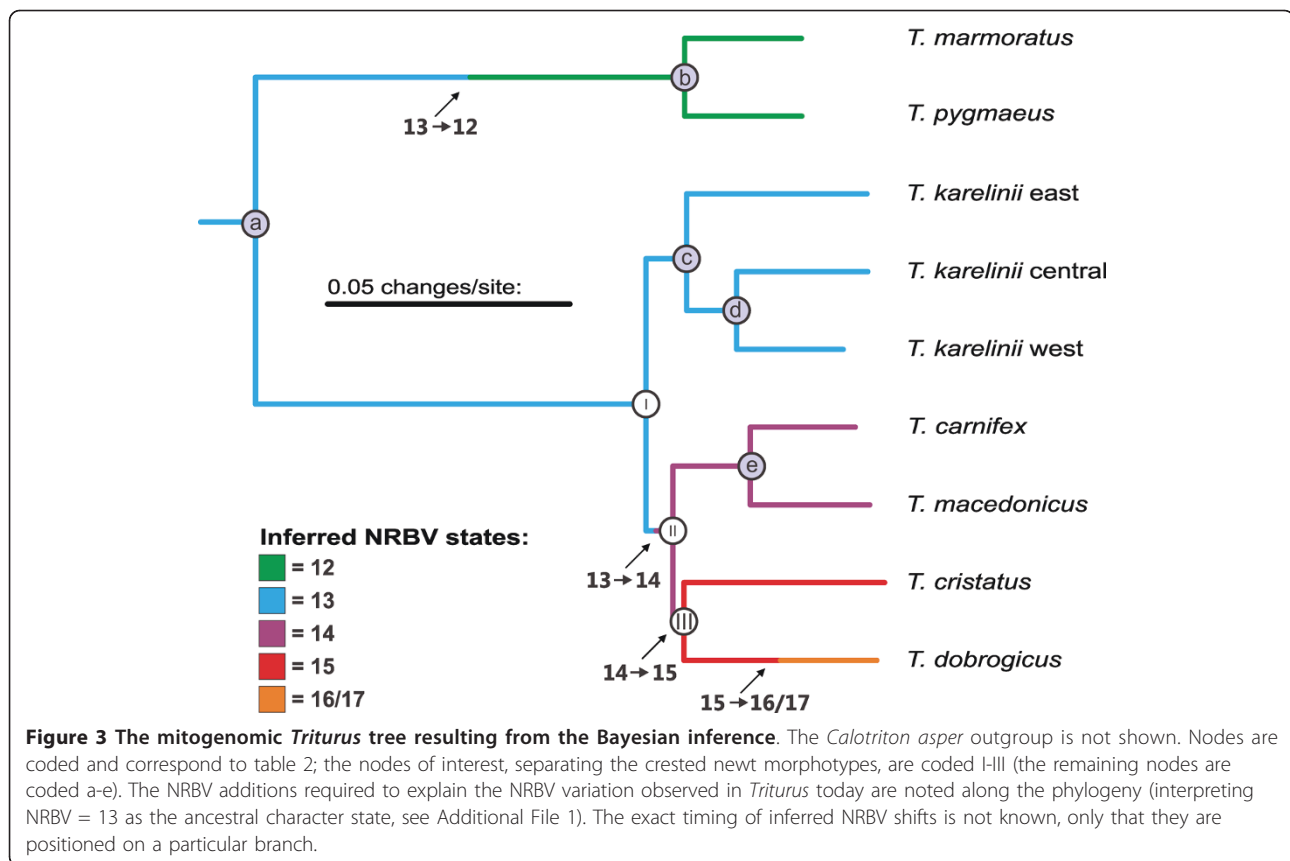 T. marmoratus
b
T. pygmaeus
13→12
T. karelinii east
a
c
T. karelinii central
0.05 changes/site:
d
T. karelinii west
I
T. carnifex
e
T. macedonicus
Inferred NRBV states:
II
= 12
13→14
T. cristatus
= 13
= 14
III
14→15
T. dobrogicus
= 15
15→16/17
= 16/17
Figure 3 The mitogenomic Triturus tree resulting from the Bayesian inference. The Calotriton asper outgroup is not shown. Nodes are
coded and correspond to table 2; the nodes of interest, separating the crested newt morphotypes, are coded I-III (the remaining nodes are
coded a-e). The NRBV additions required to explain the NRBV variation observed in Triturus today are noted along the phylogeny (interpreting
NRBV = 13 as the ancestral character state, see Additional File 1). The exact timing of inferred NRBV shifts is not known, only that they are
positioned on a particular branch.